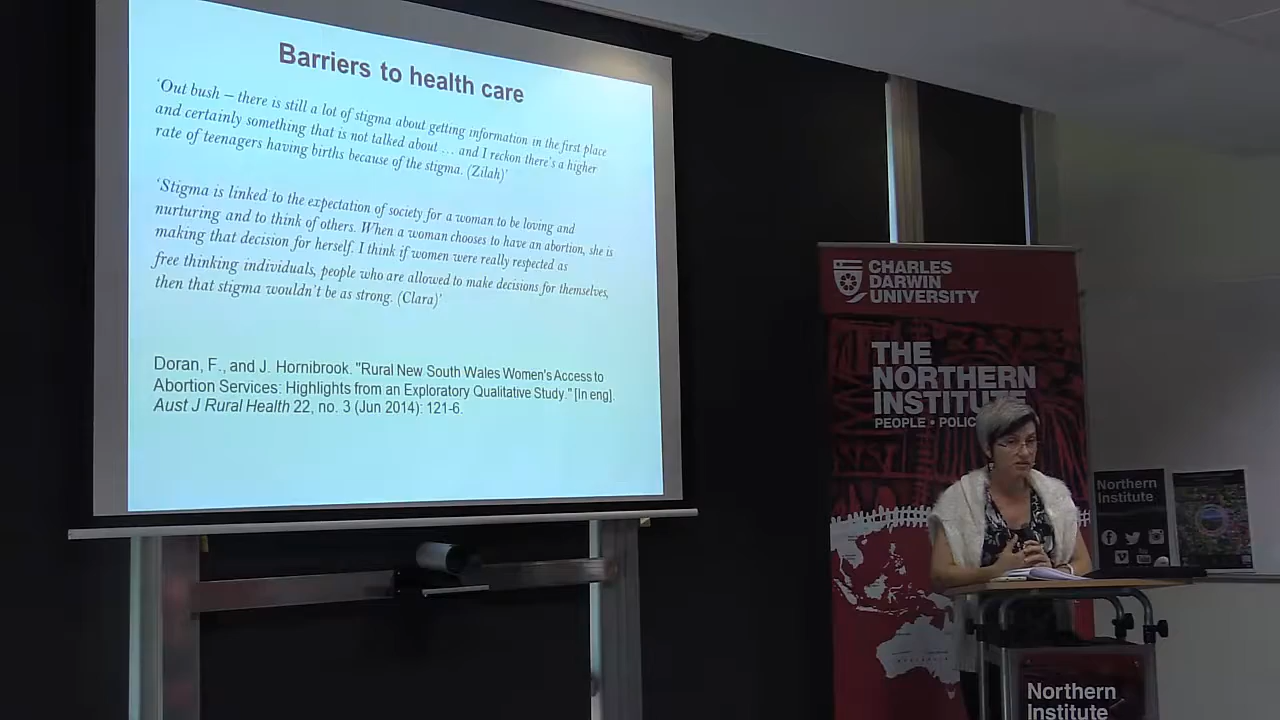 Barriers to health care
‘Out bush – there is still a lot of stigma about getting information in the first place
and certainly something that is not talked about … and I reckon there's a higher
rate of teenagers having births because of the stigma. (Zilah)’
‘Stigma is linked to the expectation of society for a woman to be loving and
nurturing and to think of others. When a woman chooses to have an abortion, she is
making that decision for herself. I think if women were really respected as
free thinking individuals, people who are allowed to make decisions for themselves,
then that stigma wouldn't be as strong. (Clara)’
Doran, F., and J. Hornibrook. "Rural New South Wales Women's Access to
Abortion Services: Highlights from an Exploratory Qualitative Study." [In eng].
Aust J Rural Health 22, no. 3 (Jun 2014): 121-6.
CHARLES
DARWIN
UNIVERSITY
THE
NORTHERN
INSTITUTE
PEOPLE • POLIC
AUSTRALIA
Northern
Institute
Northern
Institute